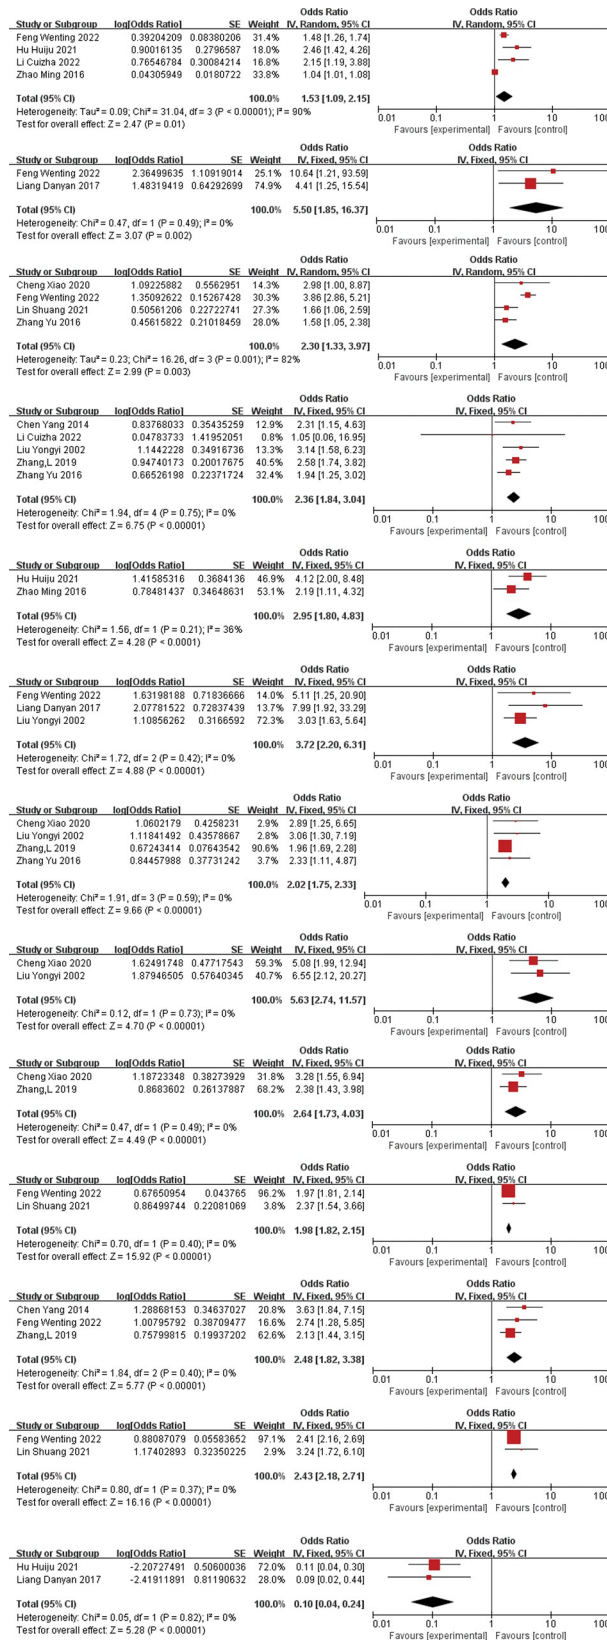 Odds Ratio Odds Ratio
Study or Subgroup log[Odds Ratio] SE Weight IV, Random, 95% CI IV, Random, 95% CI
Feng Wenting 2022 0.39204209 0.08380206 31.4% 1.48 [1.26, 1.74]
Hu Huiju 2021 0.90016135 0.2796587 18.0% 2.46 [1.42, 4.26]
Li Cuizha 2022 0.76546784 0.30084214 16.8% 2.15 [1.19, 3.88]
Zhao Ming 2016 0.04305949 0.0180722 33.8% 1.04 [1.01, 1.08]
Total (95% CI) 100.0% 1.53 [1.09, 2.15]
Heterogeneity: Tau² = 0.09; Chi² = 31.04, df = 3 (P < 0.00001); I² = 90%
Test for overall effect: Z = 2.47 (P = 0.01)
0.01 0.1 1 10 100
Favours [experimental] Favours [control]
Odds Ratio Odds Ratio
Study or Subgroup log[Odds Ratio] SE Weight IV, Fixed, 95% CI IV, Fixed, 95% CI
Feng Wenting 2022 2.36499635 1.10919014 25.1% 10.64 [1.21, 93.59]
Liang Danyan 2017 1.48319419 0.64292699 74.9% 4.41 [1.25, 15.54]
Total (95% CI) 100.0% 5.50 [1.85, 16.37]
Heterogeneity: Chi² = 0.47, df = 1 (P = 0.49); I² = 0%
Test for overall effect: Z = 3.07 (P = 0.002)
0.01 0.1 1 10 100
Favours [experimental] Favours [control]
Odds Ratio Odds Ratio
Study or Subgroup log[Odds Ratio] SE Weight IV, Random, 95% CI IV, Random, 95% CI
Cheng Xiao 2020 1.09225882 0.5562951 14.3% 2.98 [1.00, 8.87]
Feng Wenting 2022 1.35092622 0.15267428 30.3% 3.86 [2.86, 5.21]
Lin Shuang 2021 0.50561206 0.22722741 27.3% 1.66 [1.06, 2.59]
Zhang Yu 2016 0.45615822 0.21018459 28.0% 1.58 [1.05, 2.38]
Total (95% CI) 100.0% 2.30 [1.33, 3.97]
Heterogeneity: Tau² = 0.23; Chi² = 16.26, df = 3 (P = 0.001); I² = 82%
Test for overall effect: Z = 2.99 (P = 0.003)
0.01 0.1 1 10 100
Favours [experimental] Favours [control]
Odds Ratio Odds Ratio
Study or Subgroup log[Odds Ratio] SE Weight IV, Fixed, 95% CI IV, Fixed, 95% CI
Chen Yang 2014 0.83768033 0.35435259 12.9% 2.31 [1.15, 4.63]
Li Cuizha 2022 0.04783733 1.41952051 0.8% 1.05 [0.06, 16.95]
Liu Yongyi 2002 1.1442228 0.34916736 13.3% 3.14 [1.58, 6.23]
Zhang,L 2019 0.94740173 0.20017675 40.5% 2.58 [1.74, 3.82]
Zhang Yu 2016 0.66526198 0.22371724 32.4% 1.94 [1.25, 3.02]
Total (95% CI) 100.0% 2.36 [1.84, 3.04]
Heterogeneity: Chi² = 1.94, df = 4 (P = 0.75); I² = 0%
Test for overall effect: Z = 6.75 (P < 0.00001)
0.01 0.1 1 10 100
Favours [experimental] Favours [control]
Odds Ratio Odds Ratio
Study or Subgroup log[Odds Ratio] SE Weight IV, Fixed, 95% CI IV, Fixed, 95% CI
Hu Huiju 2021 1.41585316 0.3684136 46.9% 4.12 [2.00, 8.48]
Zhao Ming 2016 0.78481437 0.34648631 53.1% 2.19 [1.11, 4.32]
Total (95% CI) 100.0% 2.95 [1.80, 4.83]
Heterogeneity: Chi² = 1.56, df = 1 (P = 0.21); I² = 36%
Test for overall effect: Z = 4.28 (P < 0.0001)
0.01 0.1 1 10 100
Favours [experimental] Favours [control]
Odds Ratio Odds Ratio
Study or Subgroup log[Odds Ratio] SE Weight IV, Fixed, 95% CI IV, Fixed, 95% CI
Feng Wenting 2022 1.63198188 0.71836666 14.0% 5.11 [1.25, 20.90]
Liang Danyan 2017 2.07781522 0.72837439 13.7% 7.99 [1.92, 33.29]
Liu Yongyi 2002 1.10856262 0.3166592 72.3% 3.03 [1.63, 5.64]
Total (95% CI) 100.0% 3.72 [2.20, 6.31]
Heterogeneity: Chi² = 1.72, df = 2 (P = 0.42); I² = 0%
Test for overall effect: Z = 4.88 (P < 0.00001)
0.01 0.1 1 10 100
Favours [experimental] Favours [control]
Odds Ratio Odds Ratio
Study or Subgroup log[Odds Ratio] SE Weight IV, Fixed, 95% CI IV, Fixed, 95% CI
Cheng Xiao 2020 1.0602179 0.4258231 2.9% 2.89 [1.25, 6.65]
Liu Yongyi 2002 1.11841492 0.43578667 2.8% 3.06 [1.30, 7.19]
Zhang,L 2019 0.67243414 0.07643542 90.6% 1.96 [1.69, 2.28]
Zhang Yu 2016 0.84457988 0.37731242 3.7% 2.33 [1.11, 4.87]
Total (95% CI) 100.0% 2.02 [1.75, 2.33]
Heterogeneity: Chi² = 1.91, df = 3 (P = 0.59); I² = 0%
Test for overall effect: Z = 9.66 (P < 0.00001)
0.01 0.1 1 10 100
Favours [experimental] Favours [control]
Odds Ratio Odds Ratio
Study or Subgroup log[Odds Ratio] SE Weight IV, Fixed, 95% CI IV, Fixed, 95% CI
Cheng Xiao 2020 1.62491748 0.47717543 59.3% 5.08 [1.99, 12.94]
Liu Yongyi 2002 1.87946505 0.57640345 40.7% 6.55 [2.12, 20.27]
Total (95% CI) 100.0% 5.63 [2.74, 11.57]
Heterogeneity: Chi² = 0.12, df = 1 (P = 0.73); I² = 0%
Test for overall effect: Z = 4.70 (P < 0.00001)
0.01 0.1 1 10 100
Favours [experimental] Favours [control]
Odds Ratio Odds Ratio
Study or Subgroup log[Odds Ratio] SE Weight IV, Fixed, 95% CI IV, Fixed, 95% CI
Cheng Xiao 2020 1.18723348 0.38273929 31.8% 3.28 [1.55, 6.94]
Zhang,L 2019 0.8683602 0.26137887 68.2% 2.38 [1.43, 3.98]
Total (95% CI) 100.0% 2.64 [1.73, 4.03]
Heterogeneity: Chi² = 0.47, df = 1 (P = 0.49); I² = 0%
Test for overall effect: Z = 4.49 (P < 0.00001)
0.01 0.1 1 10 100
Favours [experimental] Favours [control]
Odds Ratio Odds Ratio
Study or Subgroup log[Odds Ratio] SE Weight IV, Fixed, 95% CI IV, Fixed, 95% CI
Feng Wenting 2022 0.67650954 0.043765 96.2% 1.97 [1.81, 2.14]
Lin Shuang 2021 0.86499744 0.22081069 3.8% 2.37 [1.54, 3.66]
Total (95% CI) 100.0% 1.98 [1.82, 2.15]
Heterogeneity: Chi² = 0.70, df = 1 (P = 0.40); I² = 0%
Test for overall effect: Z = 15.92 (P < 0.00001)
0.01 0.1 1 10 100
Favours [experimental] Favours [control]
Odds Ratio Odds Ratio
Study or Subgroup log[Odds Ratio] SE Weight IV, Fixed, 95% CI IV, Fixed, 95% CI
Chen Yang 2014 1.28868153 0.34637027 20.8% 3.63 [1.84, 7.15]
Feng Wenting 2022 1.00795792 0.38709477 16.7% 2.74 [1.28, 5.85]
Zhang,L 2019 0.75799815 0.19937202 62.6% 2.13 [1.44, 3.15]
Total (95% CI) 100.0% 2.48 [1.82, 3.38]
Heterogeneity: Chi² = 1.84, df = 2 (P = 0.40); I² = 0%
Test for overall effect: Z = 5.77 (P < 0.00001)
0.01 0.1 1 10 100
Favours [experimental] Favours [control]
Odds Ratio Odds Ratio
Study or Subgroup log[Odds Ratio] SE Weight IV, Fixed, 95% CI IV, Fixed, 95% CI
Feng Wenting 2022 0.88087079 0.05583652 97.1% 2.41 [2.16, 2.69]
Lin Shuang 2021 1.17402893 0.32350225 2.9% 3.24 [1.72, 6.10]
Total (95% CI) 100.0% 2.43 [2.18, 2.71]
Heterogeneity: Chi² = 0.80, df = 1 (P = 0.37); I² = 0%
Test for overall effect: Z = 16.16 (P < 0.00001)
0.01 0.1 1 10 100
Favours [experimental] Favours [control]
Odds Ratio Odds Ratio
Study or Subgroup log[Odds Ratio] SE Weight IV, Fixed, 95% CI IV, Fixed, 95% CI
Hu Huiju 2021 -2.20727491 0.50600036 72.0% 0.11 [0.04, 0.30]
Liang Danyan 2017 -2.41911891 0.81190632 28.0% 0.09 [0.02, 0.44]
Total (95% CI) 100.0% 0.10 [0.04, 0.24]
Heterogeneity: Chi² = 0.05, df = 1 (P = 0.82); I² = 0%
Test for overall effect: Z = 5.28 (P < 0.00001)
0.01 0.1 1 10 100
Favours [experimental] Favours [control]